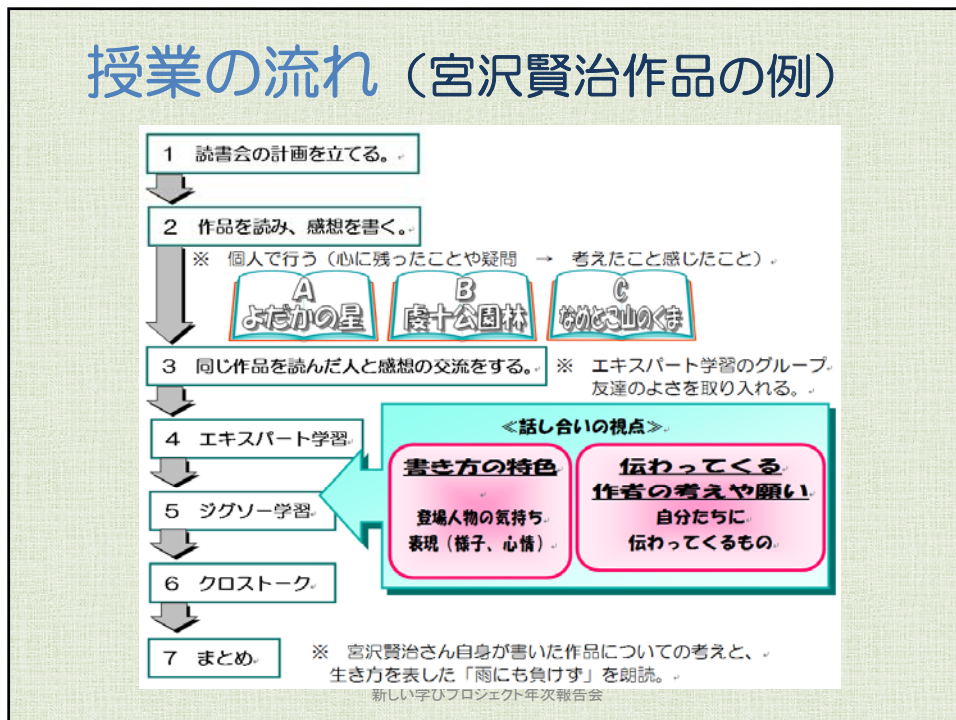 授業の流れ（宮沢賢治作品の例）
1　読書会の計画を立てる。
2　作品を読み、感想を書く。
※　個人で行う（心に残ったことや疑問　→　考えたこと感じたこと）
A
よだかの星
B
虔十公園林
C
なめとこ山のくま
3　同じ作品を読んだ人と感想の交流をする。
※　エキスパート学習のグループ
友達のよさを取り入れる。
4　エキスパート学習
5　ジグソー学習
≪話し合いの視点≫
書き方の特色
登場人物の気持ち
表現（様子、心情）
伝わってくる
作者の考えや願い
自分たちに
伝わってくるもの
6　クロストーク
7　まとめ
※　宮沢賢治さん自身が書いた作品についての考えと、
生き方を表した「雨にも負けず」を朗読。
新しい学びプロジェクト年次報告会